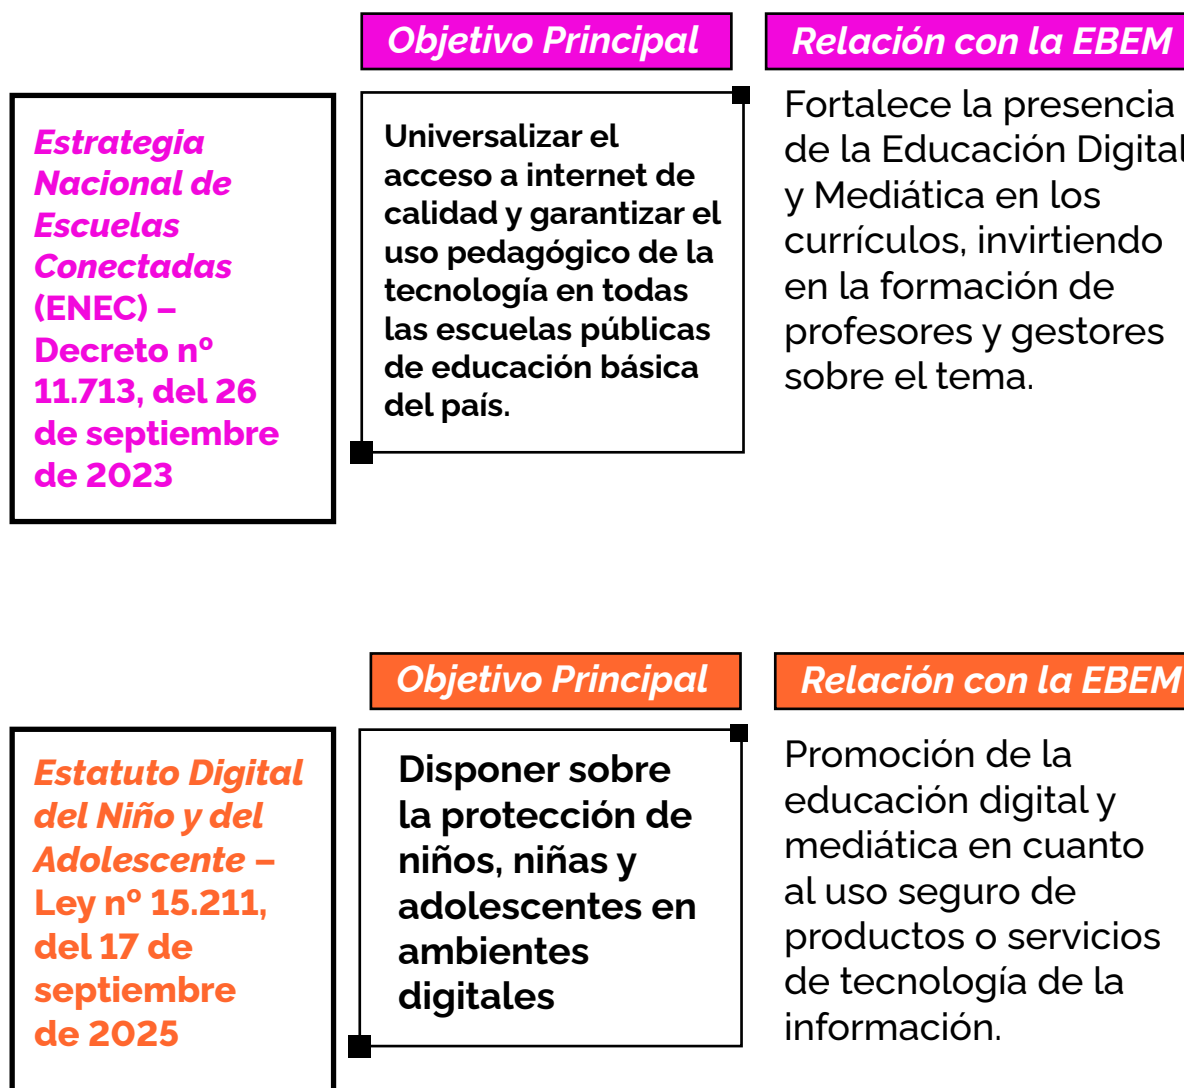 Objetivo Principal
Relación con la EBEM
Estrategia
Nacional de
Escuelas
Conectadas
(ENEC) –
Decreto nº
11.713, del 26
de septiembre
de 2023
Universalizar el
acceso a internet de
calidad y garantizar el
uso pedagógico de la
tecnología en todas
las escuelas públicas
de educación básica
del país.
Fortalece la presencia
de la Educación Digital
y Mediática en los
currículos, invirtiendo
en la formación de
profesores y gestores
sobre el tema.
Objetivo Principal
Relación con la EBEM
Estatuto Digital
del Niño y del
Adolescente –
Ley nº 15.211,
del 17 de
septiembre
de 2025
Disponer sobre
la protección de
niños, niñas y
adolescentes en
ambientes
digitales
Promoción de la
educación digital y
mediática en cuanto
al uso seguro de
productos o servicios
de tecnología de la
información.